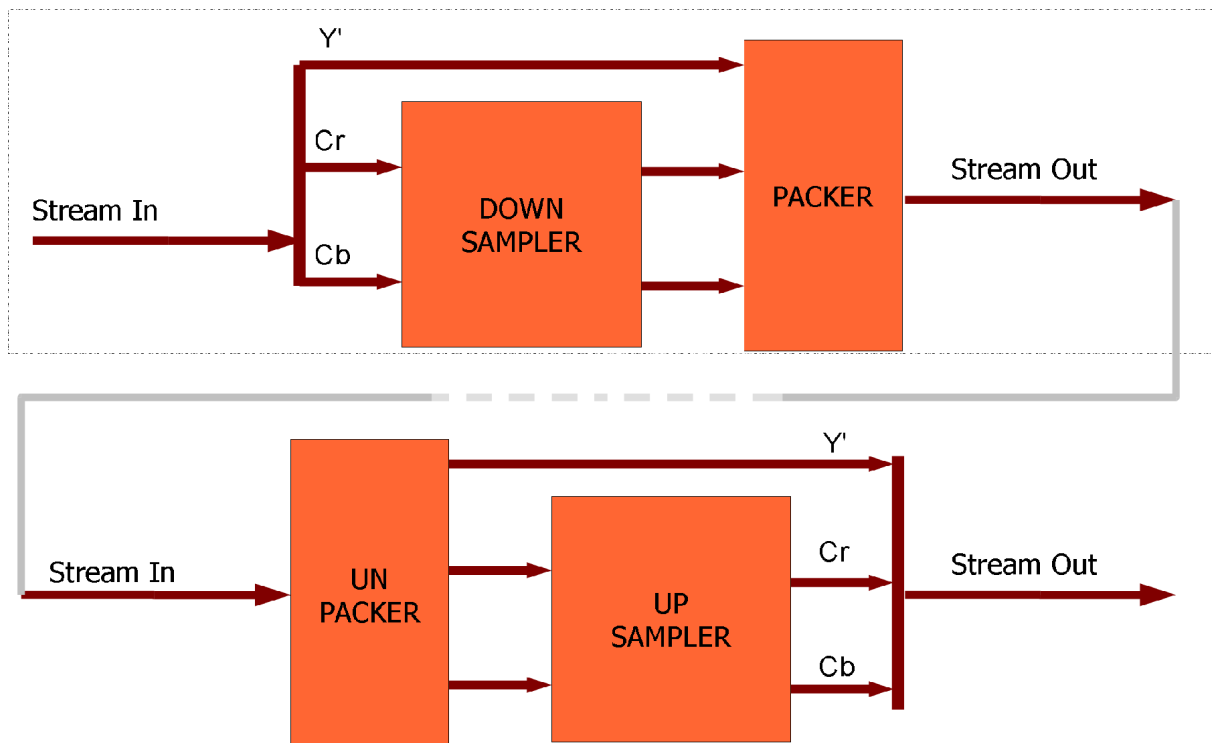 Y'
Cr
Stream Out
DOWN
SAMPLER
PACKER
Stream In
Cb
Y'
Stream In
UN
PACKER
UP
SAMPLER
Cr
Stream Out
Cb